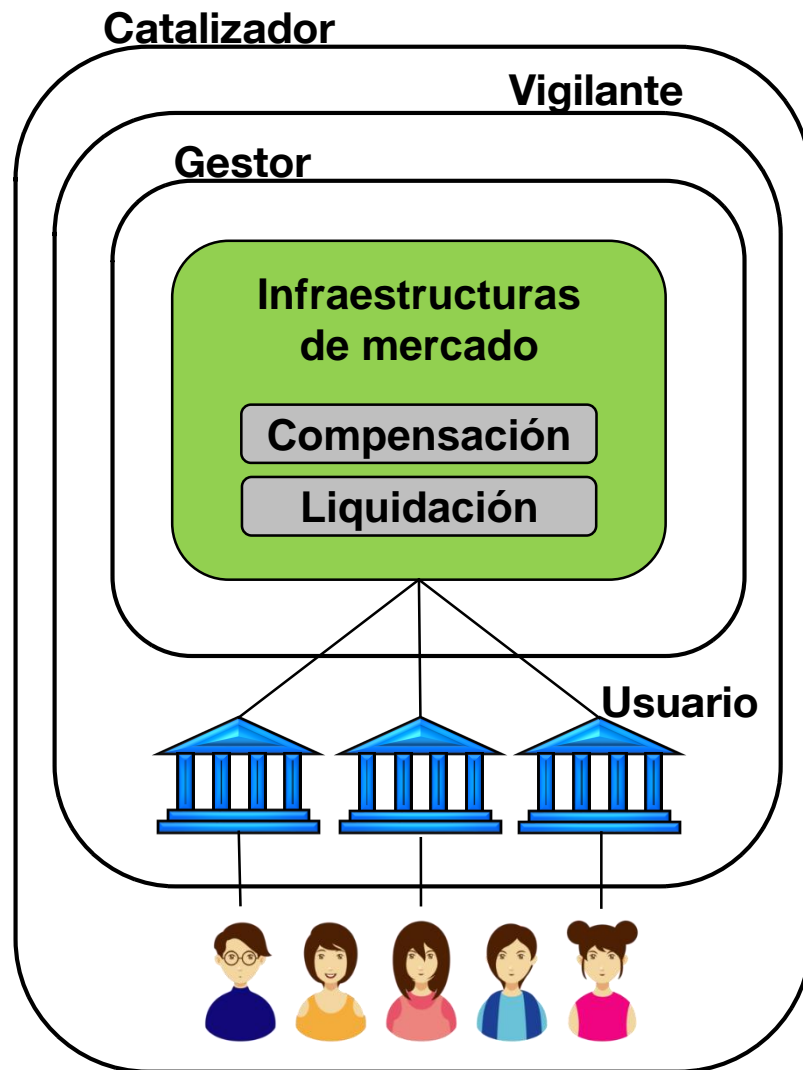 Catalizador
Vigilante
Gestor
Infraestructuras
de mercado
Compensación
Liquidación
Usuario